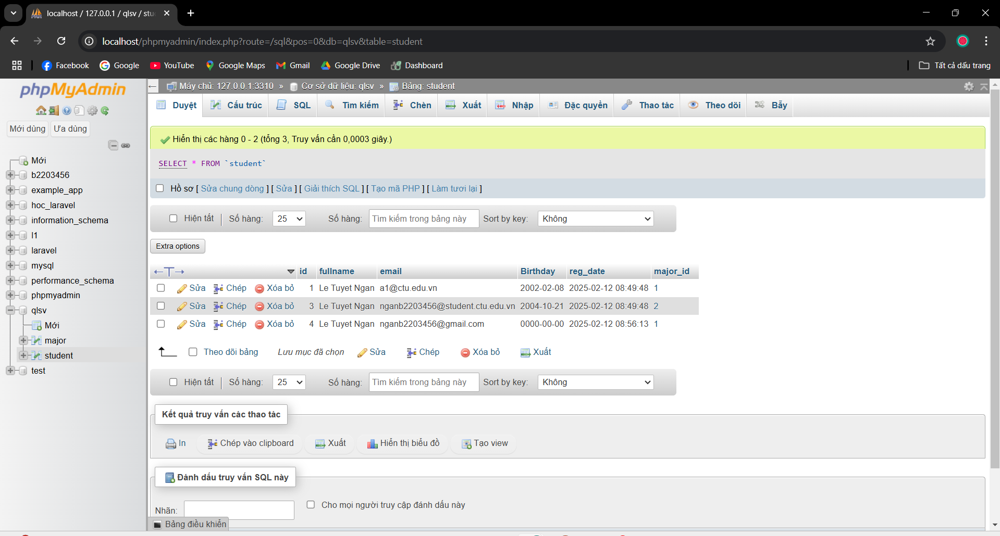 localhost / 127.0.0.1 / qlsv / stu
localhost/phpmyadmin/index.php?route=/sql&pos=0&db=qlsv&table=student
Facebook Google YouTube Google Maps Gmail Google Drive Dashboard Tất cả dấu trang
phpMyAdmin
Mới dùng Ưa dùng
Mới
b2203456
example_app
hoc_laravel
information_schema
l1
laravel
mysql
performance_schema
phpmyadmin
qlsv
Mới
major
student
test
Máy chủ: 127.0.0.1:3310 » Cơ sở dữ liệu: qlsv » Bảng: student
Duyệt Cấu trúc SQL Tìm kiếm Chèn Xuất Nhập Đặc quyền Thao tác Theo dõi Bẫy
Hiển thị các hàng 0 - 2 (tổng 3, Truy vấn cần 0,0003 giây.)
SELECT * FROM `student`
Hồ sơ [ Sửa chung dòng ] [ Sửa ] [ Giải thích SQL ] [ Tạo mã PHP ] [ Làm tươi lại ]
Hiện tất Số hàng: 25 Số hàng: Tìm kiếm trong bảng này Sort by key: Không
Extra options
←T→ id fullname email Birthday reg_date major_id
Sửa Chép Xóa bỏ 1 Le Tuyet Ngan a1@ctu.edu.vn 2002-02-08 2025-02-12 08:49:48 1
Sửa Chép Xóa bỏ 3 Le Tuyet Ngan nganb2203456@student.ctu.edu.vn 2004-10-21 2025-02-12 08:49:48 2
Sửa Chép Xóa bỏ 4 Le Tuyet Ngan nganb2203456@gmail.com 0000-00-00 2025-02-12 08:56:13 1
Theo dõi bảng Lưu mục đã chọn Sửa Chép Xóa bỏ Xuất
Hiện tất Số hàng: 25 Số hàng: Tìm kiếm trong bảng này Sort by key: Không
Kết quả truy vấn các thao tác
In Chép vào clipboard Xuất Hiển thị biểu đồ Tạo view
Đánh dấu truy vấn SQL này
Nhãn: Cho mọi người truy cập đánh dấu này
Bảng điều khiển